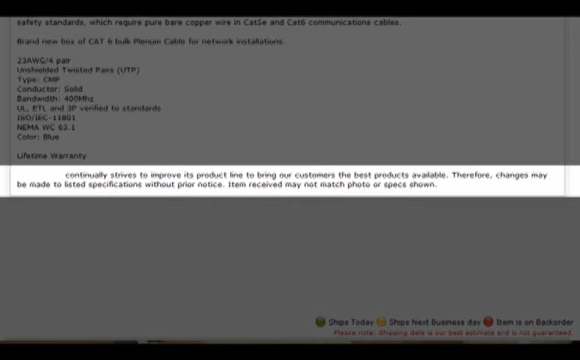 safety standards, which require pure bare copper wire in Cat5e and Cat6 communications cables.
Brand new box of CAT 6 bulk Plenum Cable for network installations.
23AWG/4 pair
Unshielded Twisted Pairs (UTP)
Type: CMP
Conductor: Solid
Bandwidth: 400Mhz
UL, ETL and 3P verified to standards
ISO/IEC-11801
NEMA WC 63.1
Color: Blue
Lifetime Warranty
continually strives to improve its product line to bring our customers the best products available. Therefore, changes may
be made to listed specifications without prior notice. Item received may not match photo or specs shown.
Ships Today Ships Next Business day Item is on Backorder
Please note: Shipping date is our best estimate and is not guaranteed.